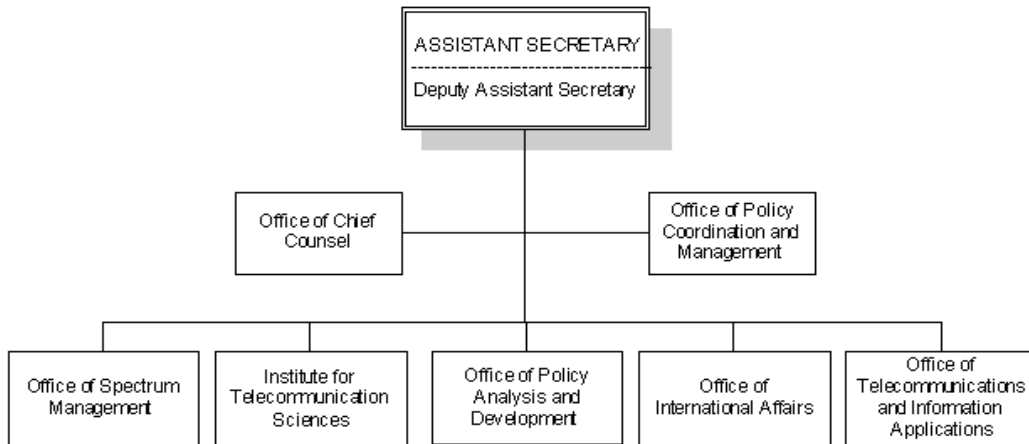 ASSISTANT SECRETARY
Deputy Assistant Secretary
Office of Chief
Counsel
Office of Policy
Coordination and
Management
Office of Spectrum
Management
Institute for
Telecommunication
Sciences
Office of Policy
Analysis and
Development
Office of
International Affairs
Office of
Telecommunications
and Information
Applications